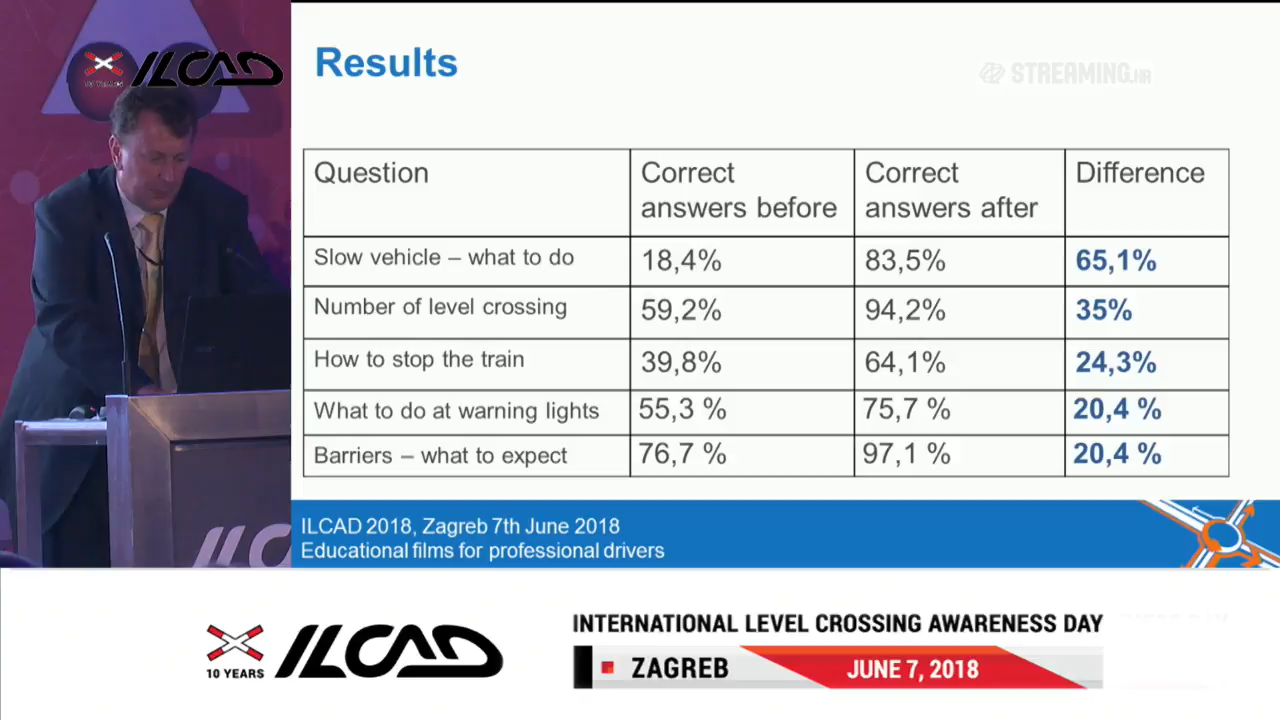 ILCAD
10 YEARS
Results
STREAMING.HR
Question
Correct answers before
Correct answers after
Difference
Slow vehicle – what to do
18,4%
83,5%
65,1%
Number of level crossing
59,2%
94,2%
35%
How to stop the train
39,8%
64,1%
24,3%
What to do at warning lights
55,3 %
75,7 %
20,4 %
Barriers – what to expect
76,7 %
97,1 %
20,4 %
ILC
ILCAD 2018, Zagreb 7th June 2018
Educational films for professional drivers
10 YEARS
ILCAD
INTERNATIONAL LEVEL CROSSING AWARENESS DAY
ZAGREB
JUNE 7, 2018